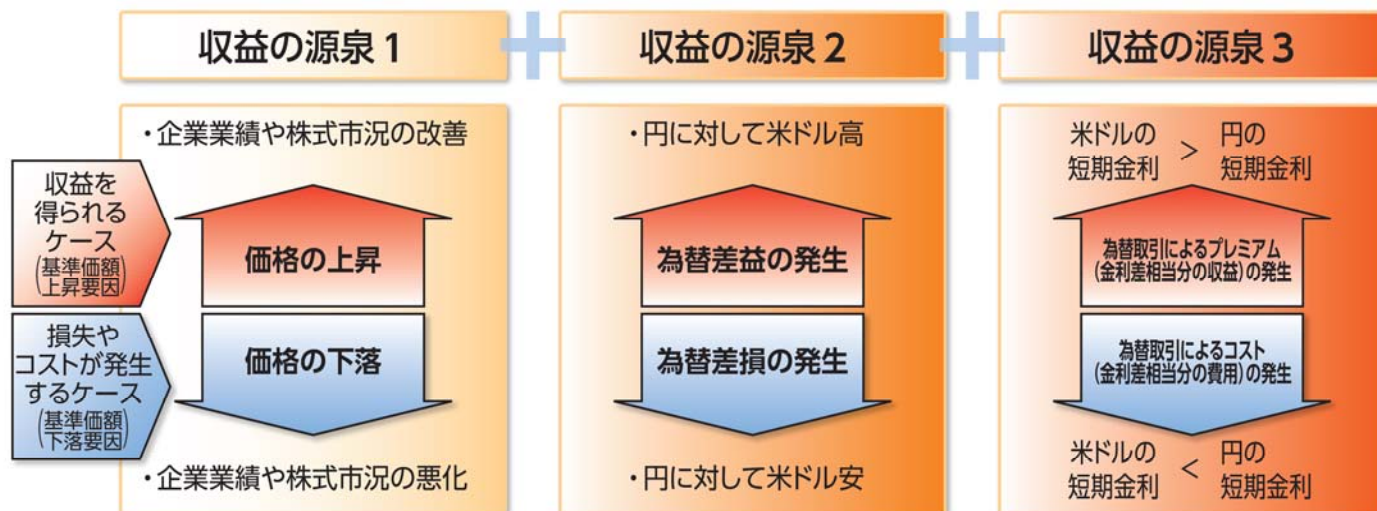 収益の源泉1
+
収益の源泉2
+
収益の源泉3
収益を
得られる
ケース
(基準価額
上昇要因)
損失や
コストが発生
するケース
(基準価額
下落要因)
・企業業績や株式市況の改善
価格の上昇
価格の下落
・企業業績や株式市況の悪化
・円に対して米ドル高
為替差益の発生
為替差損の発生
・円に対して米ドル安
米ドルの 円の
短期金利 > 短期金利
為替取引によるプレミアム
(金利差相当分の収益)の発生
為替取引によるコスト
(金利差相当分の費用)の発生
米ドルの 円の
短期金利 < 短期金利